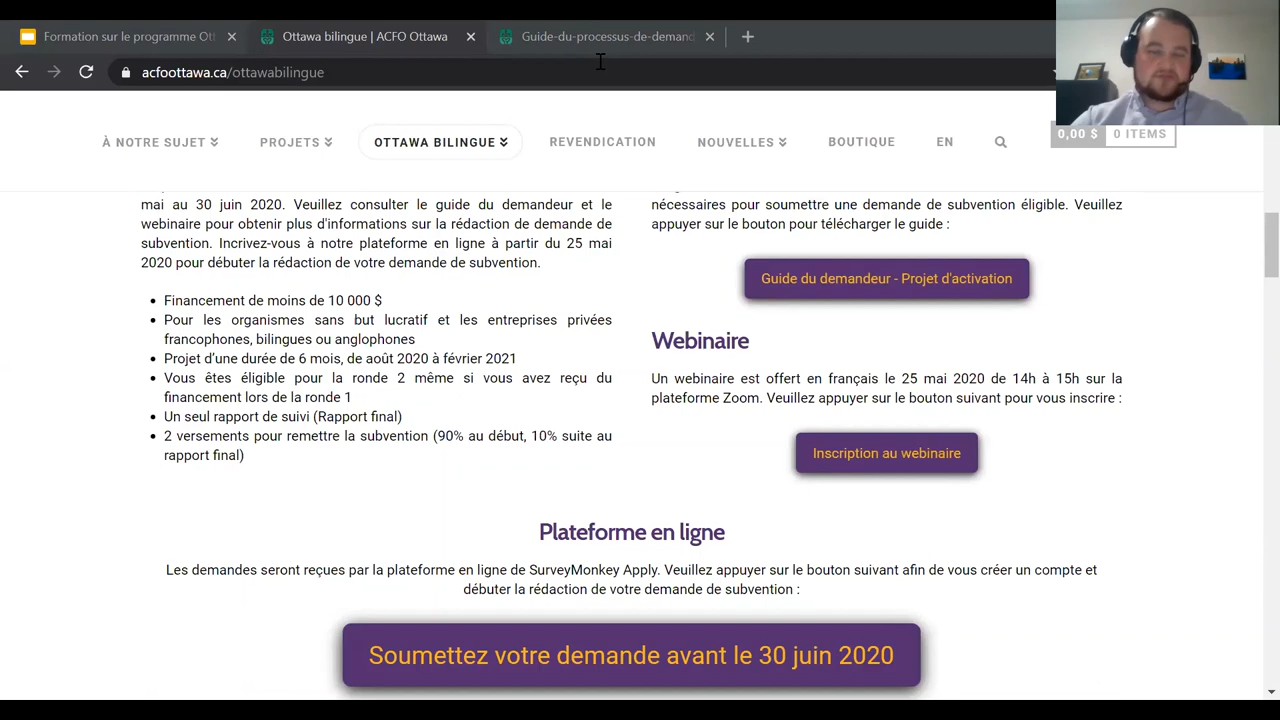 Formation sur le programme Ott
Ottawa bilingue | ACFO Ottawa
Guide-du-processus-de-demand
acfoottawa.ca/ottawabilingue
À NOTRE SUJET
PROJETS
OTTAWA BILINGUE
REVENDICATION
NOUVELLES
BOUTIQUE
EN
0,00 $ 0 ITEMS
mai au 30 juin 2020. Veuillez consulter le guide du demandeur et le
webinaire pour obtenir plus d'informations sur la rédaction de demande de
subvention. Incrivez-vous à notre plateforme en ligne à partir du 25 mai
2020 pour débuter la rédaction de votre demande de subvention.
• Financement de moins de 10 000 $
• Pour les organismes sans but lucratif et les entreprises privées
francophones, bilingues ou anglophones
• Projet d'une durée de 6 mois, de août 2020 à février 2021
• Vous êtes éligible pour la ronde 2 même si vous avez reçu du
financement lors de la ronde 1
• Un seul rapport de suivi (Rapport final)
• 2 versements pour remettre la subvention (90% au début, 10% suite au
rapport final)
nécessaires pour soumettre une demande de subvention éligible. Veuillez
appuyer sur le bouton pour télécharger le guide :
Guide du demandeur - Projet d'activation
Webinaire
Un webinaire est offert en français le 25 mai 2020 de 14h à 15h sur la
plateforme Zoom. Veuillez appuyer sur le bouton suivant pour vous inscrire :
Inscription au webinaire
Plateforme en ligne
Les demandes seront reçues par la plateforme en ligne de SurveyMonkey Apply. Veuillez appuyer sur le bouton suivant afin de vous créer un compte et
débuter la rédaction de votre demande de subvention :
Soumettez votre demande avant le 30 juin 2020